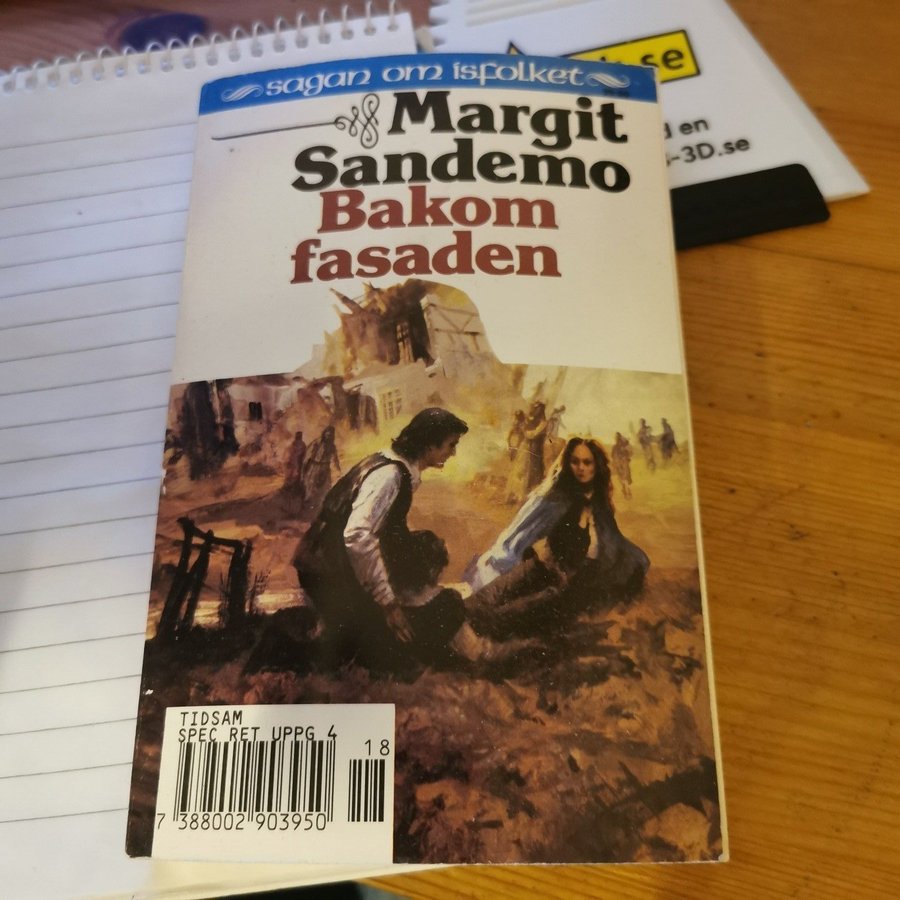 sagan om isfolket
Margit
Sandemo
Bakom
fasaden
.se
en
-3D.se
TIDSAM
SPEC RET UPPG 4
18
7 388002 903950